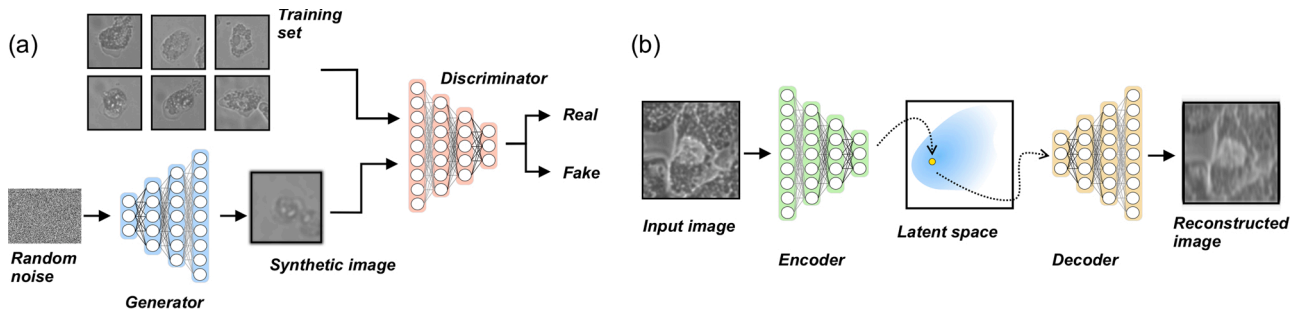 (a)
Training
set
Discriminator
Real
Fake
Random
noise
Generator
Synthetic image
(b)
Input image
Encoder
Latent space
Decoder
Reconstructed
image